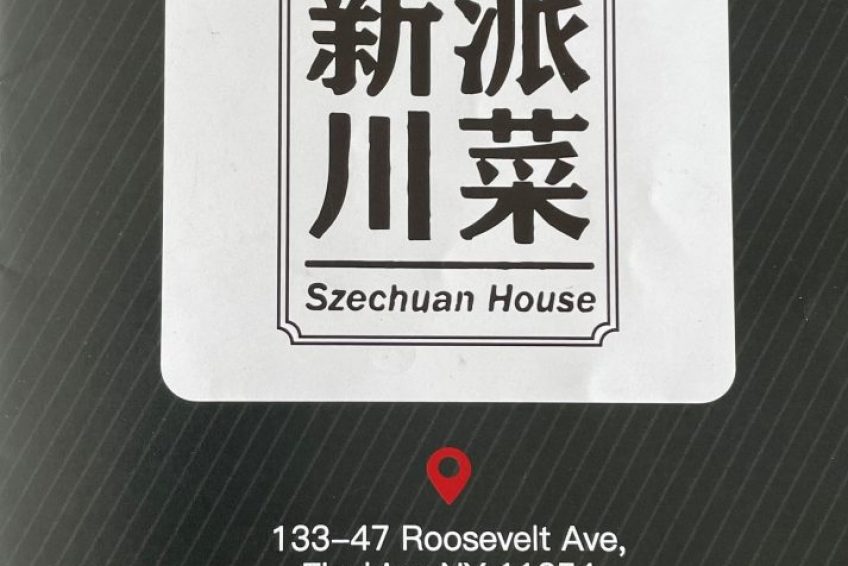 新派
川菜
Szechuan House
133-47 Roosevelt Ave,